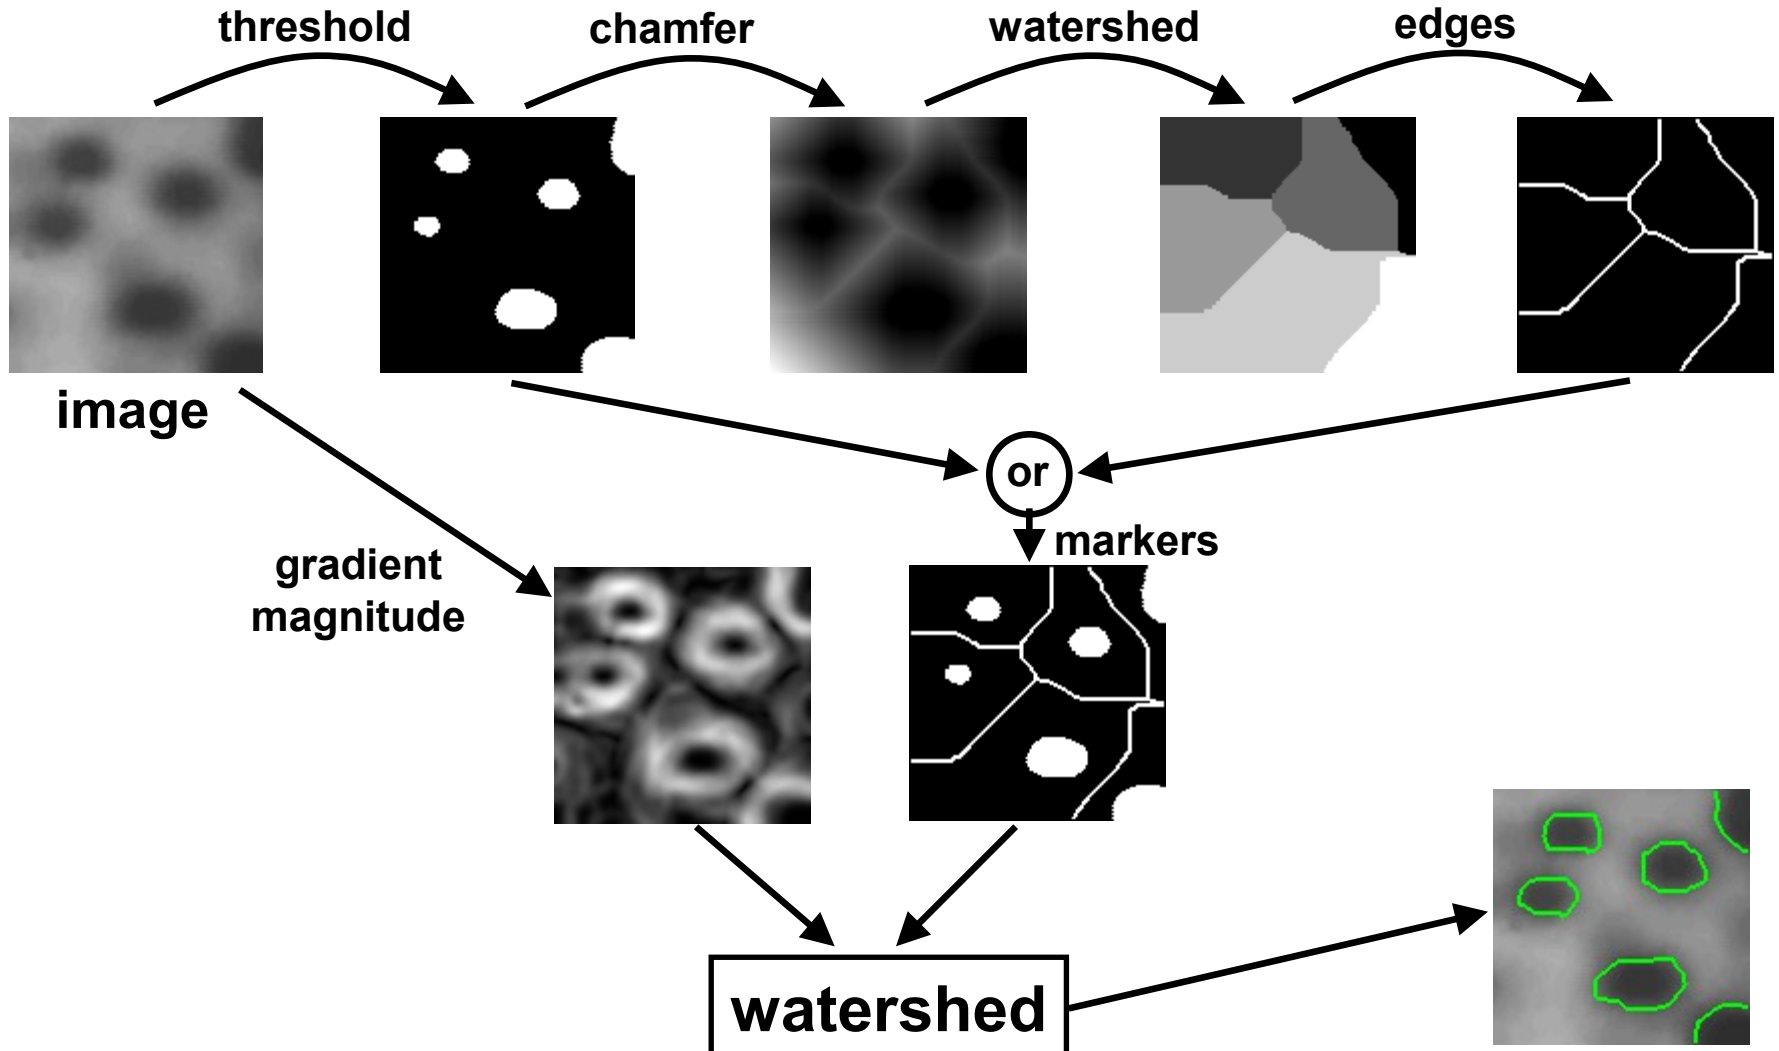 threshold
chamfer
watershed
edges
image
or
markers
gradient
magnitude
watershed